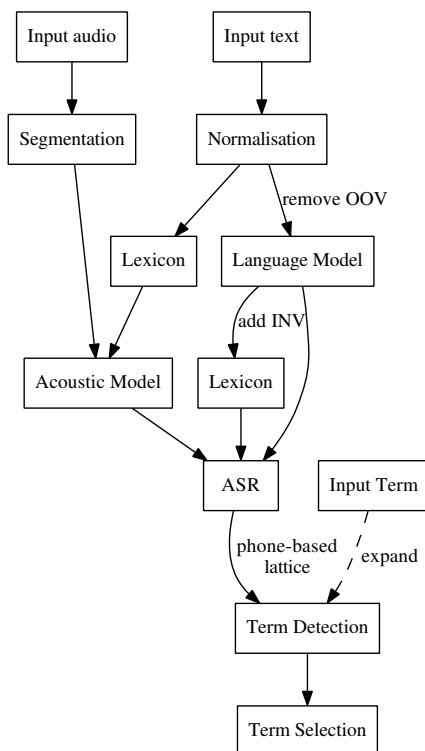 Input audio
Input text
Segmentation
Normalisation
remove OOV
Lexicon
Language Model
add INV
Acoustic Model
Lexicon
ASR
Input Term
phone-based
lattice
expand
Term Detection
Term Selection